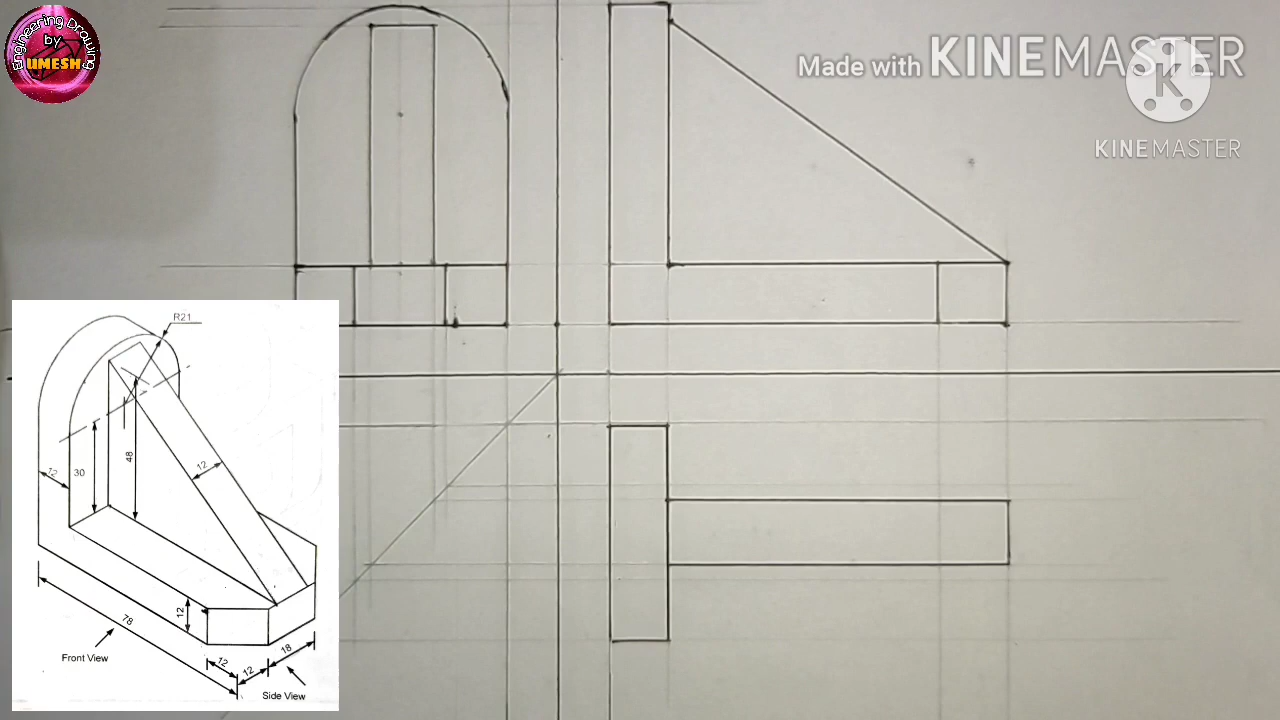 Engineering Drawing
by
UMESH
Made with KINEMASTER
K
KINEMASTER
R21
12
30
48
12
12
78
12
12
18
Front View
Side View